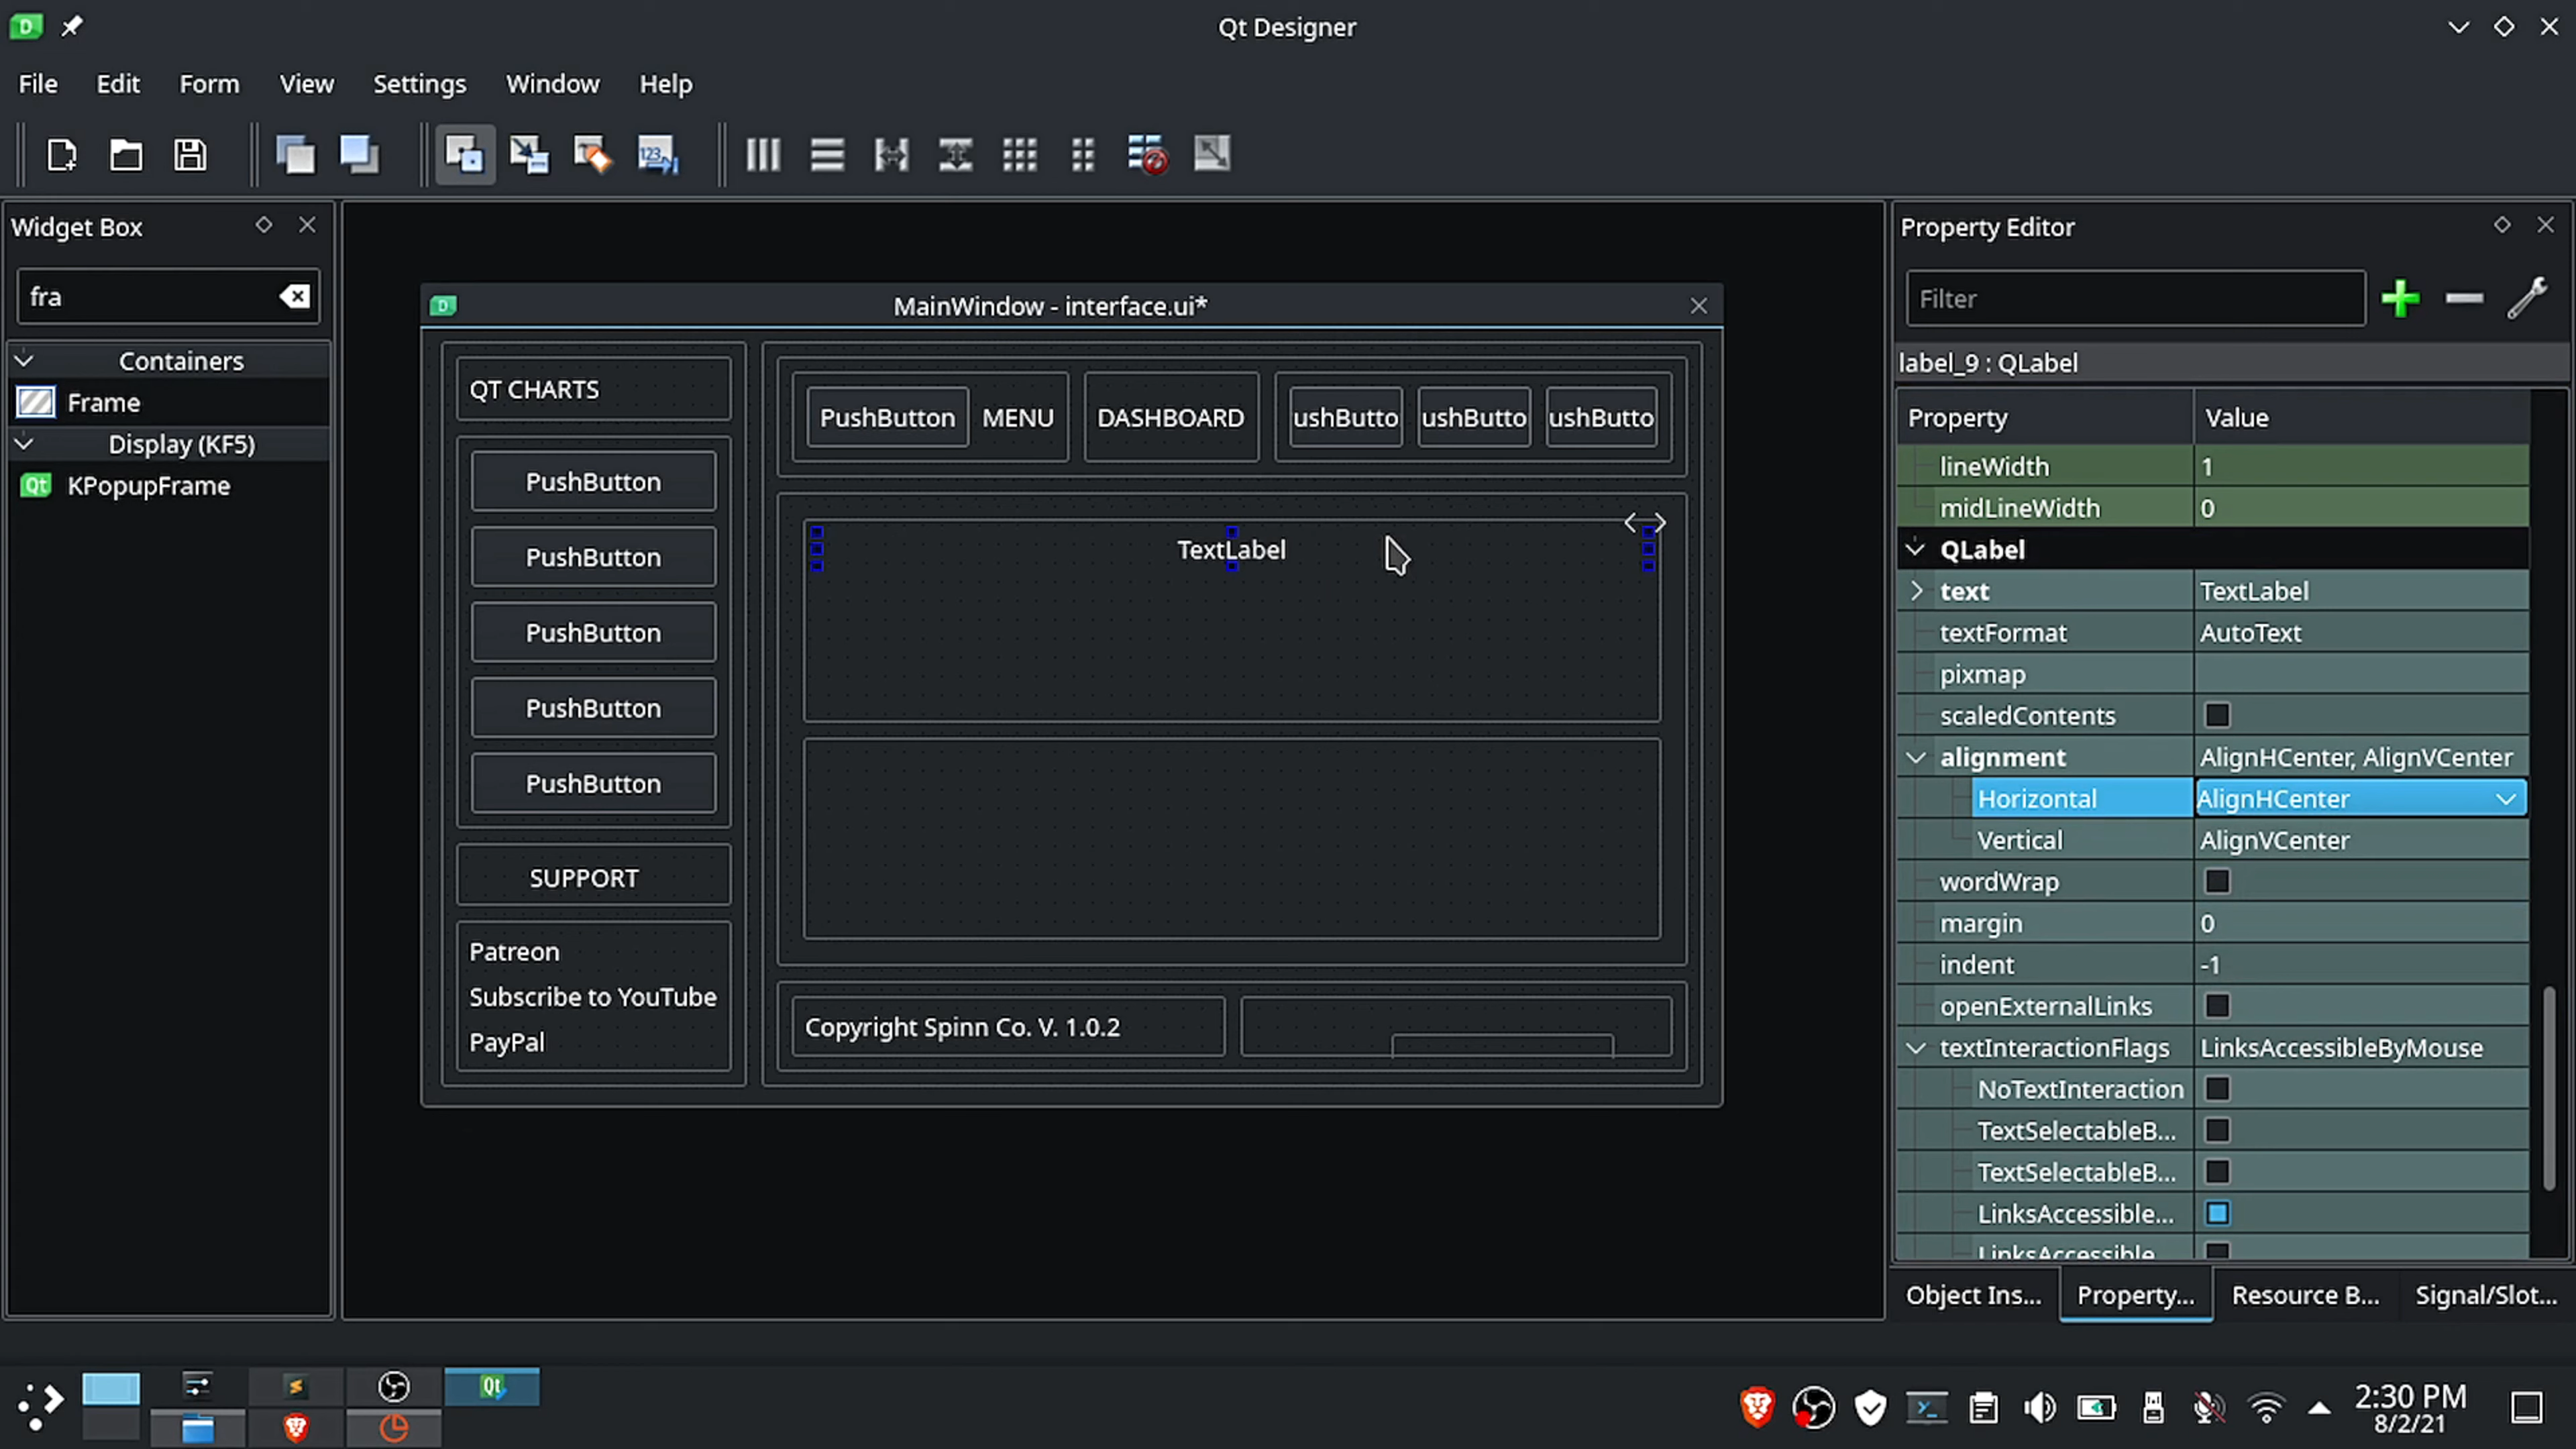 Qt Designer
File Edit Form View Settings Window Help
Widget Box
fra
Containers
Frame
Display (KF5)
KPopupFrame
MainWindow - interface.ui*
QT CHARTS
PushButton
PushButton
PushButton
PushButton
PushButton
SUPPORT
Patreon
Subscribe to YouTube
PayPal
PushButton MENU DASHBOARD ushButto ushButto ushButto
TextLabel
Copyright Spinn Co. V. 1.0.2
Property Editor
Filter
label_9 : QLabel
Property Value
lineWidth 1
midLineWidth 0
QLabel
text TextLabel
textFormat AutoText
pixmap
scaledContents
alignment AlignHCenter, AlignVCenter
Horizontal AlignHCenter
Vertical AlignVCenter
wordWrap
margin 0
indent -1
openExternalLinks
textInteractionFlags LinksAccessibleByMouse
NoTextInteraction
TextSelectableB...
TextSelectableB...
LinksAccessible...
LinksAccessible
Object Ins... Property... Resource B... Signal/Slot...
2:30 PM
8/2/21